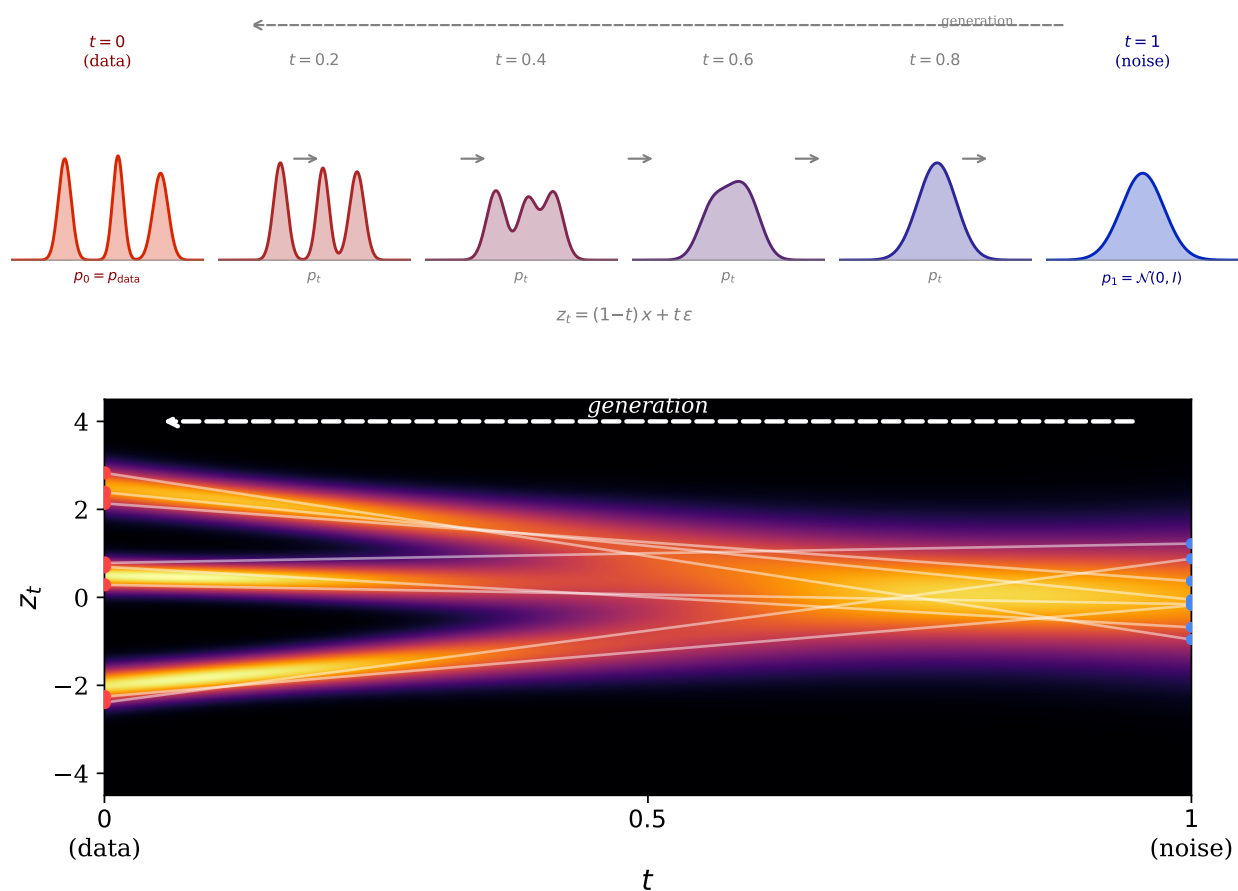 generation
t = 0
(data)
t = 0.2
t = 0.4
t = 0.6
t = 0.8
t = 1
(noise)
p₀ = p_data
pₜ
pₜ
pₜ
pₜ
p₁ = 𝒩(0, I)
zₜ = (1−t) x + t ε
generation
4
2
0
−2
−4
zₜ
0
(data)
0.5
1
(noise)
t